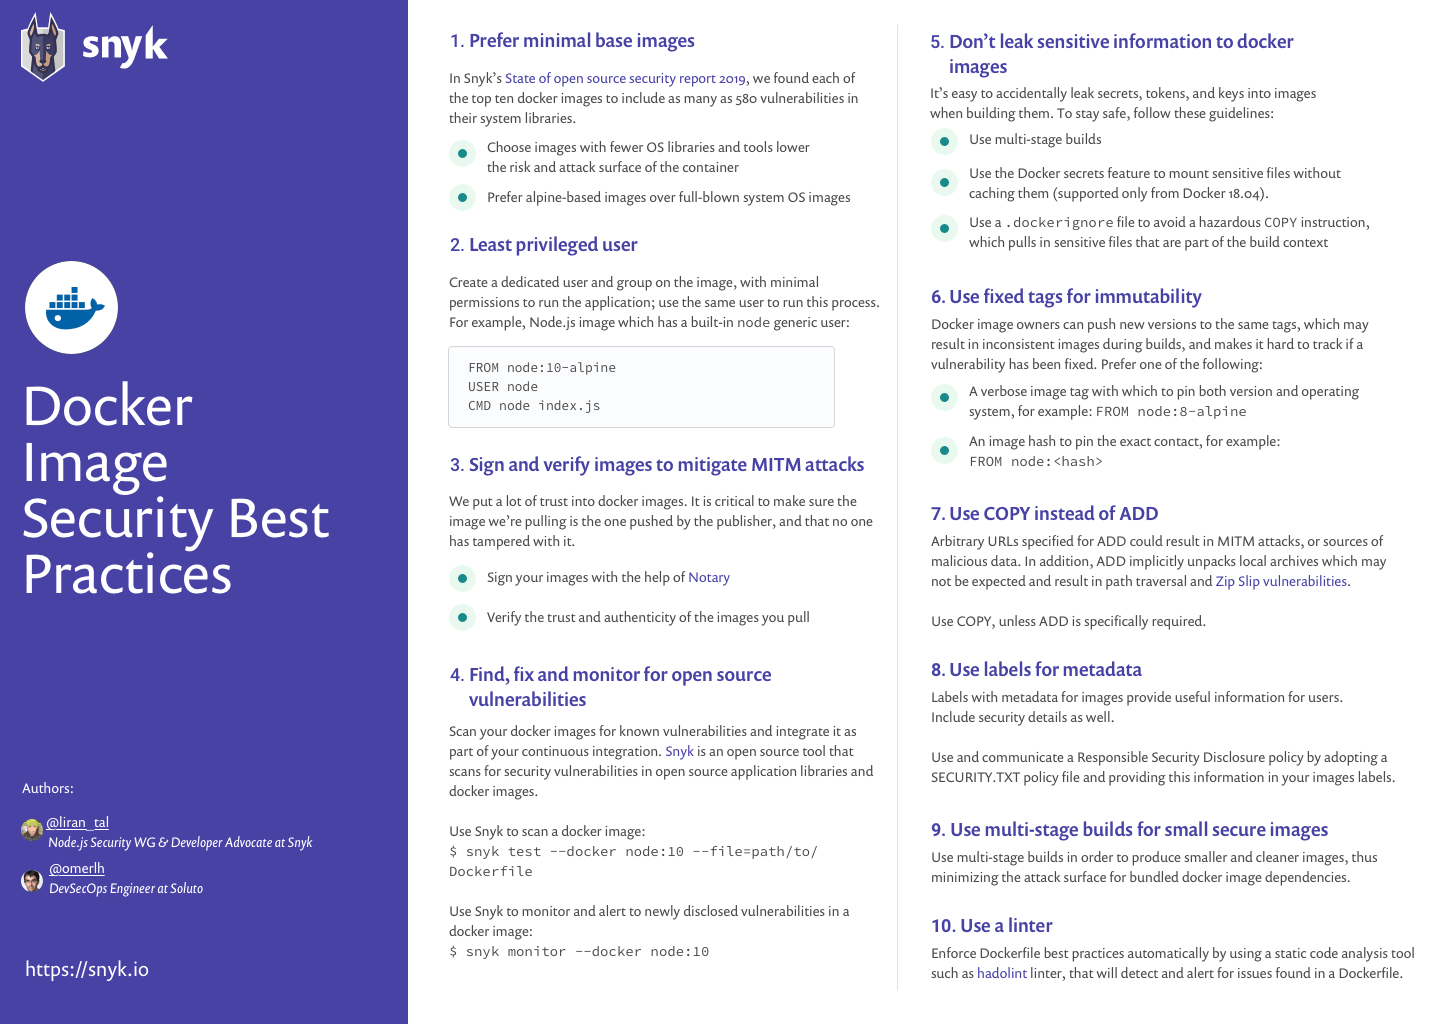 snyk
Docker
Image
Security Best
Practices
Authors:
@liran_tal
Node.js Security WG & Developer Advocate at Snyk
@omerlh
DevSecOps Engineer at Soluto
https://snyk.io
1. Prefer minimal base images
In Snyk’s State of open source security report 2019, we found each of
the top ten docker images to include as many as 580 vulnerabilities in
their system libraries.
Choose images with fewer OS libraries and tools lower
the risk and attack surface of the container
Prefer alpine-based images over full-blown system OS images
2. Least privileged user
Create a dedicated user and group on the image, with minimal
permissions to run the application; use the same user to run this process.
For example, Node.js image which has a built-in node generic user:
FROM node:10-alpine
USER node
CMD node index.js
3. Sign and verify images to mitigate MITM attacks
We put a lot of trust into docker images. It is critical to make sure the
image we’re pulling is the one pushed by the publisher, and that no one
has tampered with it.
Sign your images with the help of Notary
Verify the trust and authenticity of the images you pull
4. Find, fix and monitor for open source
vulnerabilities
Scan your docker images for known vulnerabilities and integrate it as
part of your continuous integration. Snyk is an open source tool that
scans for security vulnerabilities in open source application libraries and
docker images.
Use Snyk to scan a docker image:
$ snyk test --docker node:10 --file=path/to/
Dockerfile
Use Snyk to monitor and alert to newly disclosed vulnerabilities in a
docker image:
$ snyk monitor --docker node:10
5. Don’t leak sensitive information to docker
images
It’s easy to accidentally leak secrets, tokens, and keys into images
when building them. To stay safe, follow these guidelines:
Use multi-stage builds
Use the Docker secrets feature to mount sensitive files without
caching them (supported only from Docker 18.04).
Use a .dockerignore file to avoid a hazardous COPY instruction,
which pulls in sensitive files that are part of the build context
6. Use fixed tags for immutability
Docker image owners can push new versions to the same tags, which may
result in inconsistent images during builds, and makes it hard to track if a
vulnerability has been fixed. Prefer one of the following:
A verbose image tag with which to pin both version and operating
system, for example: FROM node:8-alpine
An image hash to pin the exact contact, for example:
FROM node:<hash>
7. Use COPY instead of ADD
Arbitrary URLs specified for ADD could result in MITM attacks, or sources of
malicious data. In addition, ADD implicitly unpacks local archives which may
not be expected and result in path traversal and Zip Slip vulnerabilities.
Use COPY, unless ADD is specifically required.
8. Use labels for metadata
Labels with metadata for images provide useful information for users.
Include security details as well.
Use and communicate a Responsible Security Disclosure policy by adopting a
SECURITY.TXT policy file and providing this information in your images labels.
9. Use multi-stage builds for small secure images
Use multi-stage builds in order to produce smaller and cleaner images, thus
minimizing the attack surface for bundled docker image dependencies.
10. Use a linter
Enforce Dockerfile best practices automatically by using a static code analysis tool
such as hadolint linter, that will detect and alert for issues found in a Dockerfile.